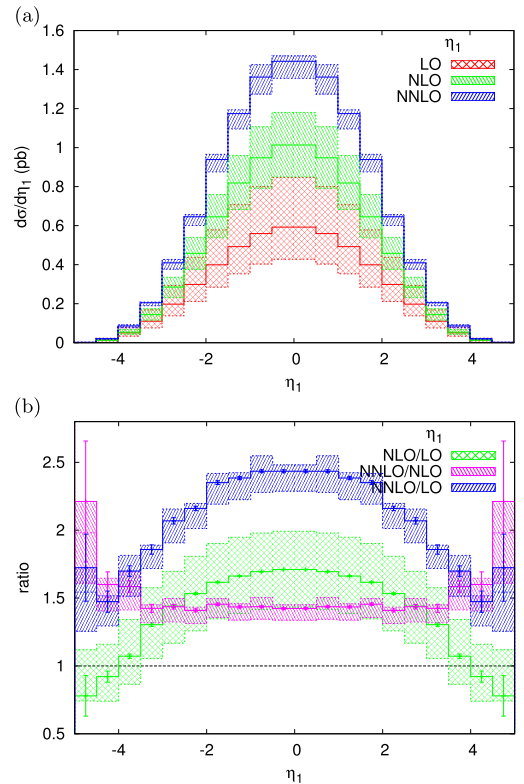 (a)
η1
LO
NLO
NNLO
dσ/dη1 (pb)
1.6
1.4
1.2
1
0.8
0.6
0.4
0.2
0
-4 -2 0 2 4
η1
(b)
η1
NLO/LO
NNLO/NLO
NNLO/LO
ratio
2.5
2
1.5
1
0.5
-4 -2 0 2 4
η1